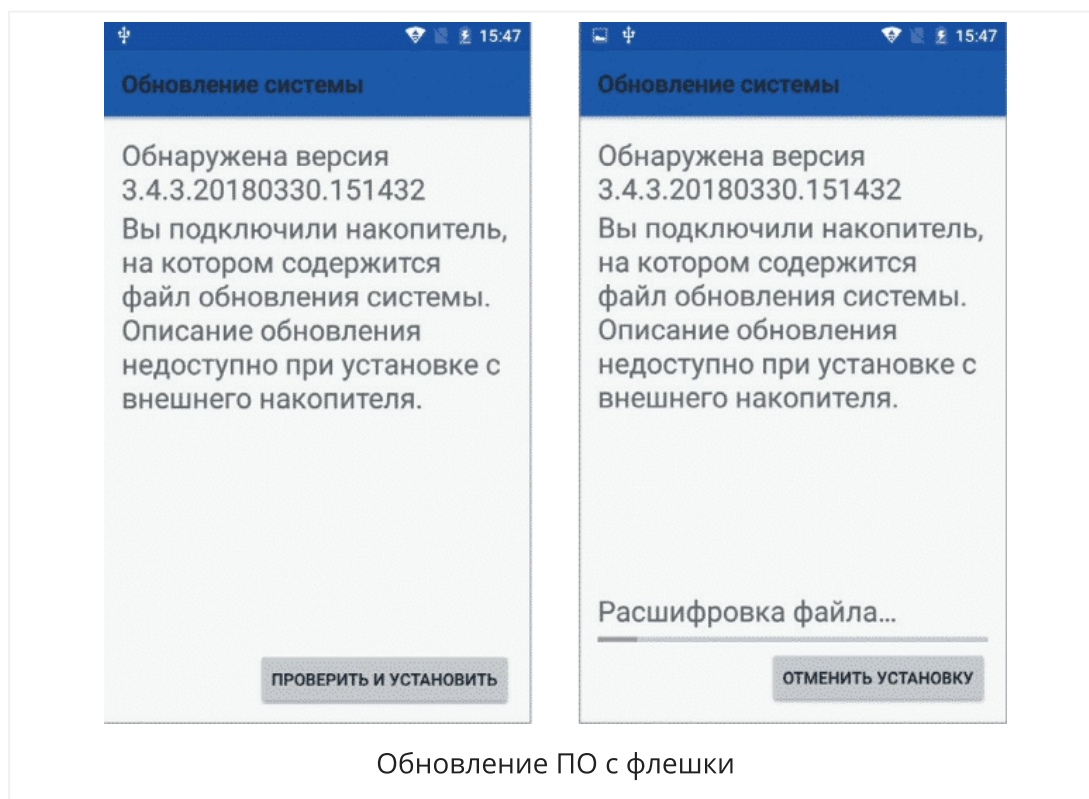 15:47
Обновление системы
Обнаружена версия
3.4.3.20180330.151432
Вы подключили накопитель,
на котором содержится
файл обновления системы.
Описание обновления
недоступно при установке с
внешнего накопителя.
ПРОВЕРИТЬ И УСТАНОВИТЬ
15:47
Обновление системы
Обнаружена версия
3.4.3.20180330.151432
Вы подключили накопитель,
на котором содержится
файл обновления системы.
Описание обновления
недоступно при установке с
внешнего накопителя.
Расшифровка файла...
ОТМЕНИТЬ УСТАНОВКУ
Обновление ПО с флешки